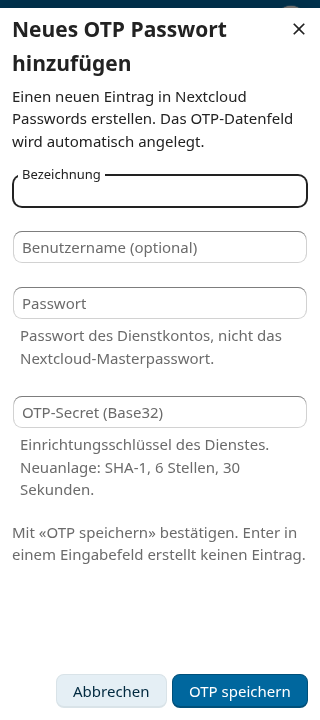 Neues OTP Passwort
hinzufügen
Einen neuen Eintrag in Nextcloud
Passwords erstellen. Das OTP-Datenfeld
wird automatisch angelegt.
Bezeichnung
Benutzername (optional)
Passwort
Passwort des Dienstkontos, nicht das
Nextcloud-Masterpasswort.
OTP-Secret (Base32)
Einrichtungsschlüssel des Dienstes.
Neuanlage: SHA-1, 6 Stellen, 30
Sekunden.
Mit «OTP speichern» bestätigen. Enter in
einem Eingabefeld erstellt keinen Eintrag.
Abbrechen
OTP speichern